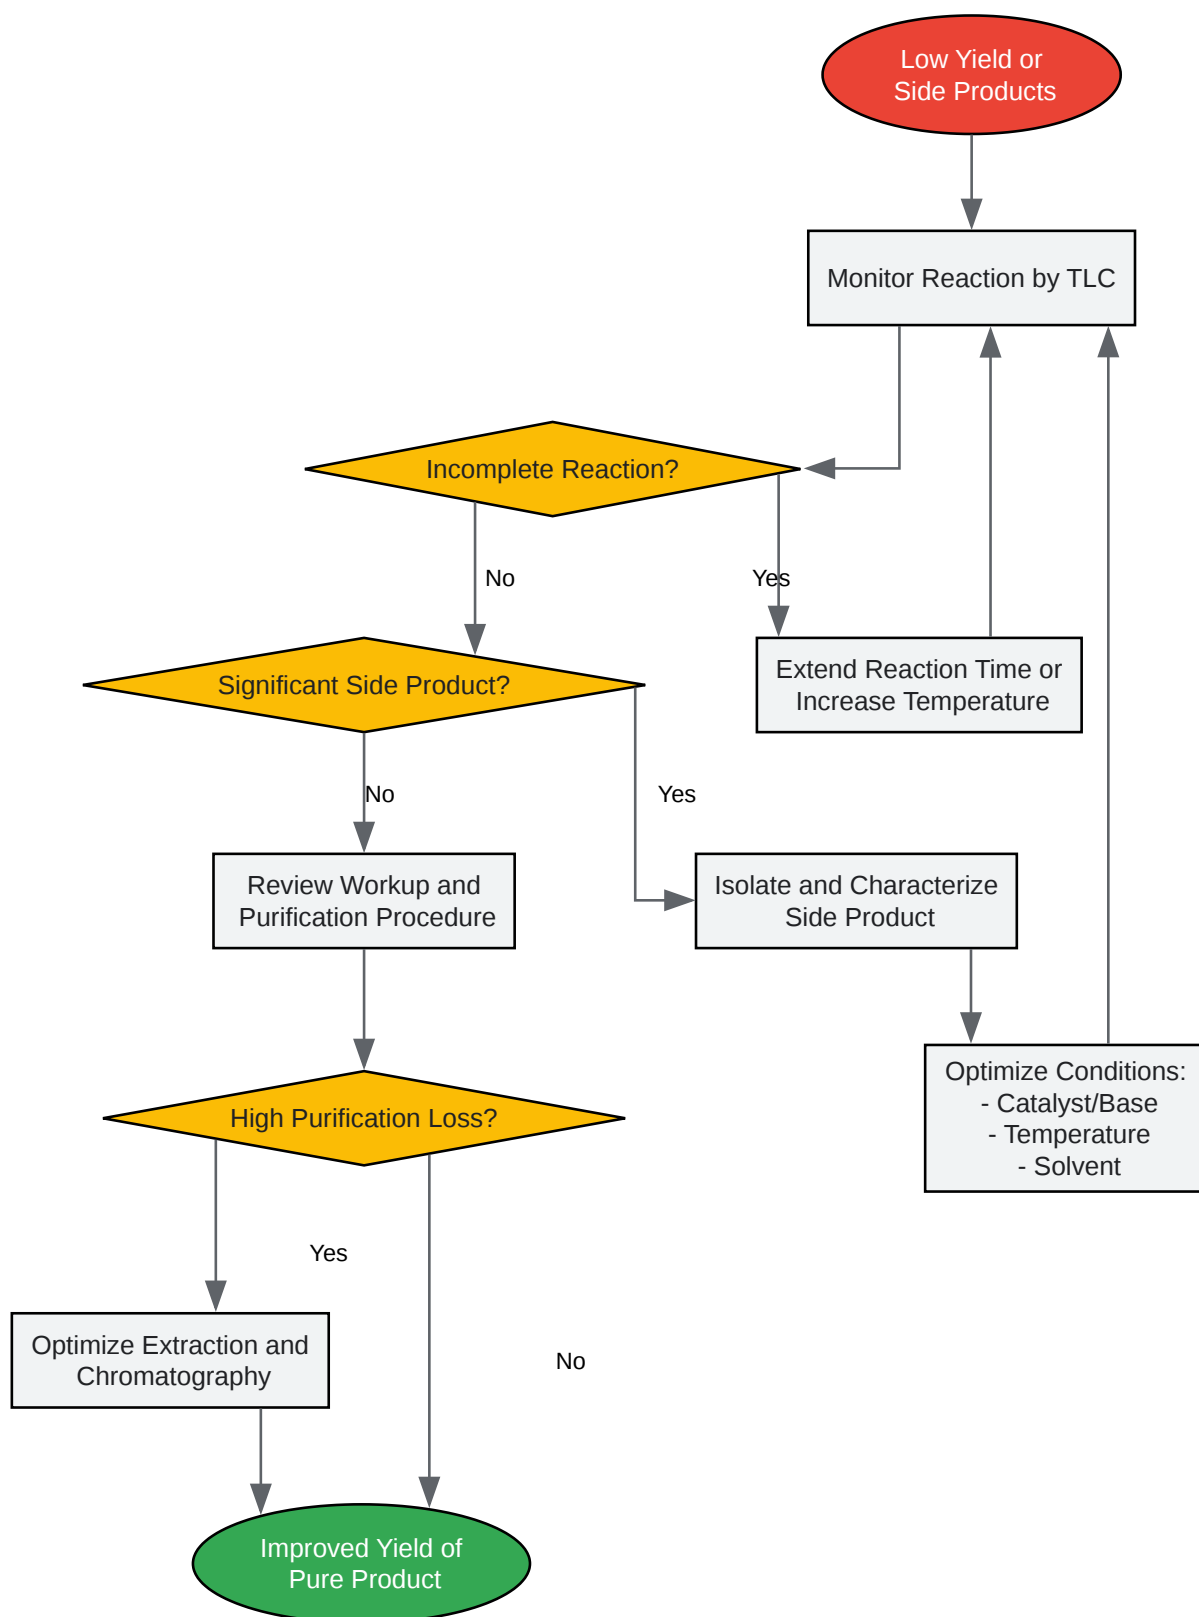 Low Yield or
Side Products
Monitor Reaction by TLC
Incomplete Reaction?
No
Yes
Significant Side Product?
Extend Reaction Time or
Increase Temperature
No
Yes
Review Workup and
Purification Procedure
Isolate and Characterize
Side Product
Optimize Conditions:
- Catalyst/Base
- Temperature
- Solvent
High Purification Loss?
Yes
No
Optimize Extraction and
Chromatography
Improved Yield of
Pure Product